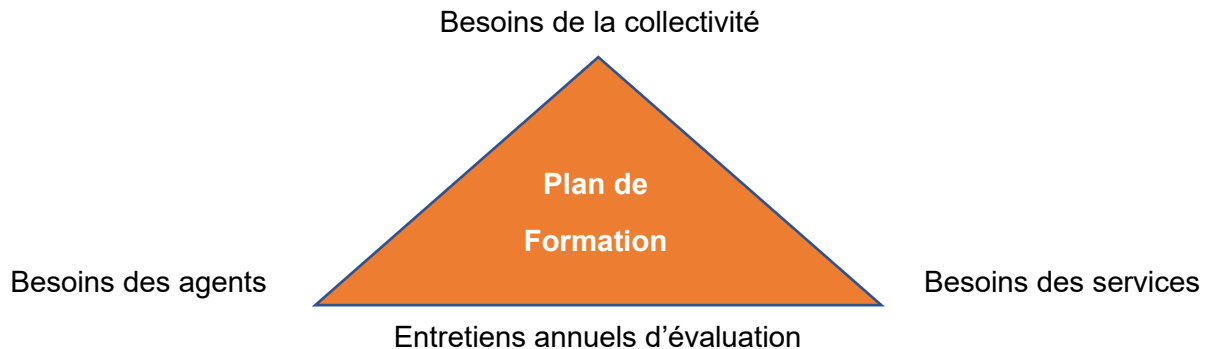 Besoins de la collectivité
Plan de
Formation
Besoins des agents
Besoins des services
Entretiens annuels d’évaluation